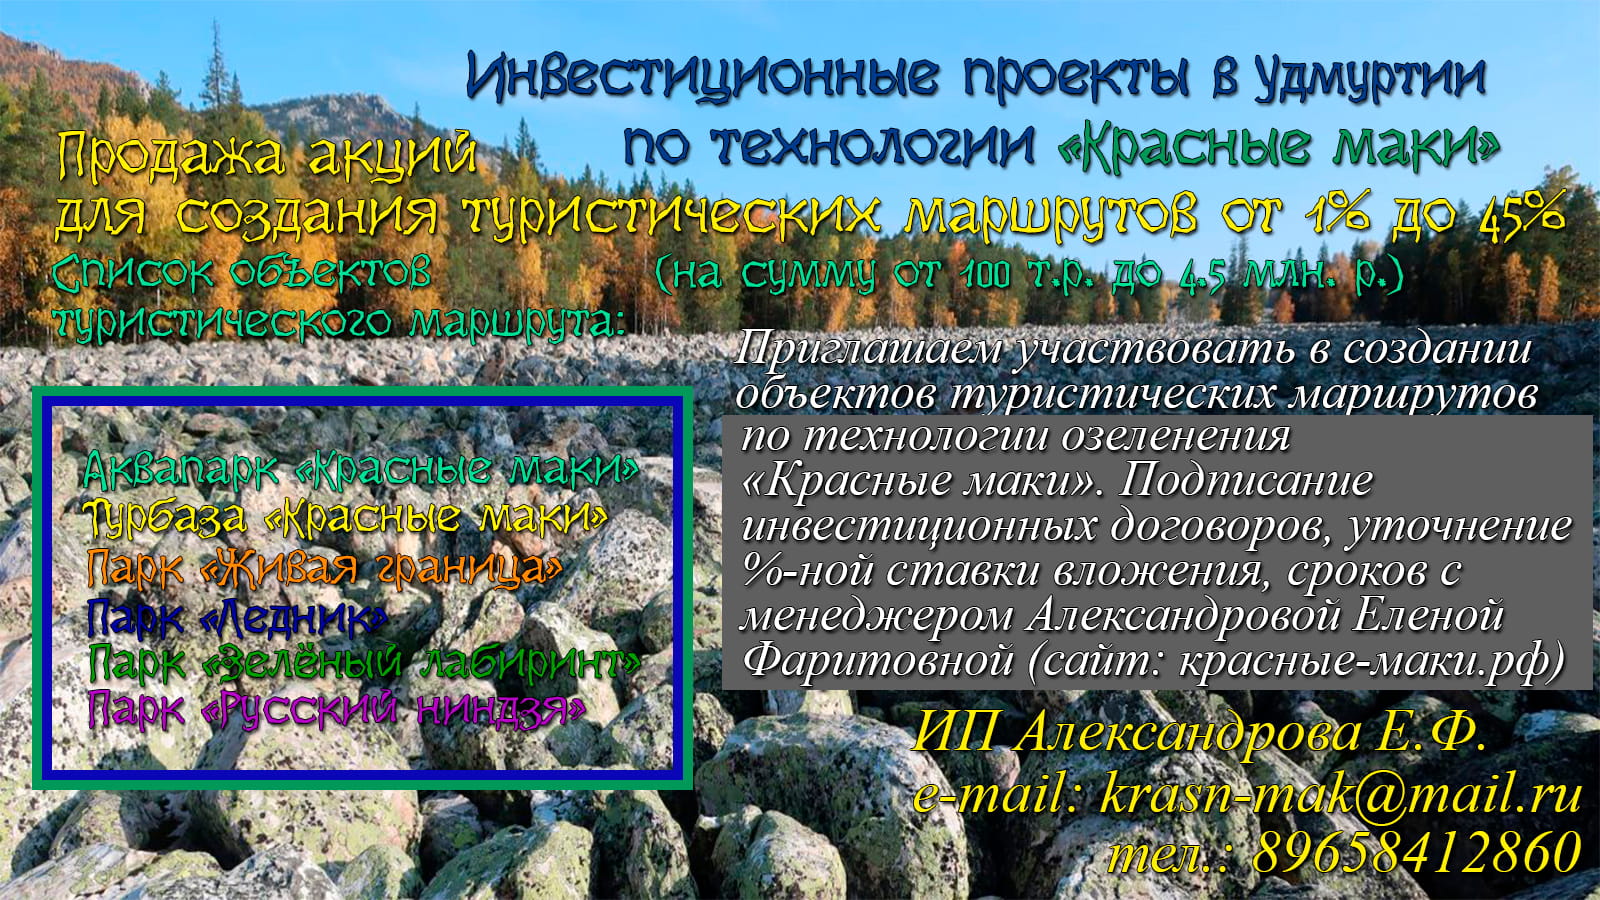 Инвестиционные проекты в Удмуртии
по технологии «Красные маки»
Продажа акций
для создания туристических маршрутов от 1% до 45%
(на сумму от 100 т.р. до 4.5 млн. р.)
Список объектов
туристического маршрута:
Аквапарк «Красные маки»
Турбаза «Красные маки»
Парк «Живая граница»
Парк «Ледник»
Парк «Зелёный лабиринт»
Парк «Русский ниндзя»
Приглашаем участвовать в создании
объектов туристических маршрутов
по технологии озеленения
«Красные маки». Подписание
инвестиционных договоров, уточнение
%-ной ставки вложения, сроков с
менеджером Александровой Еленой
Фаритовной (сайт: красные-маки.рф)
ИП Александрова Е.Ф.
e-mail: krasn-mak@mail.ru
тел.: 89658412860